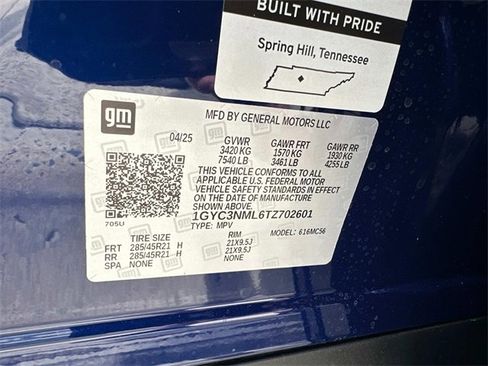 BUILT WITH PRIDE
Spring Hill, Tennessee
gm
MFD BY GENERAL MOTORS LLC
04/25 GVWR GAWR FRT GAWR RR
3420 KG 1570 KG 1930 KG
7540 LB 3461 LB 4255 LB
THIS VEHICLE CONFORMS TO ALL
APPLICABLE U.S. FEDERAL MOTOR
VEHICLE SAFETY STANDARDS IN EFFECT
ON THE DATE OF MANUFACTURE
SHOWN ABOVE.
1GYC3NML6TZ702601
705U TYPE: MPV MODEL: 616MC56
TIRE SIZE RIM
FRT 285/45R21 H 21X9.5J
RR 285/45R21 H 21X9.5J
SPA NONE NONE